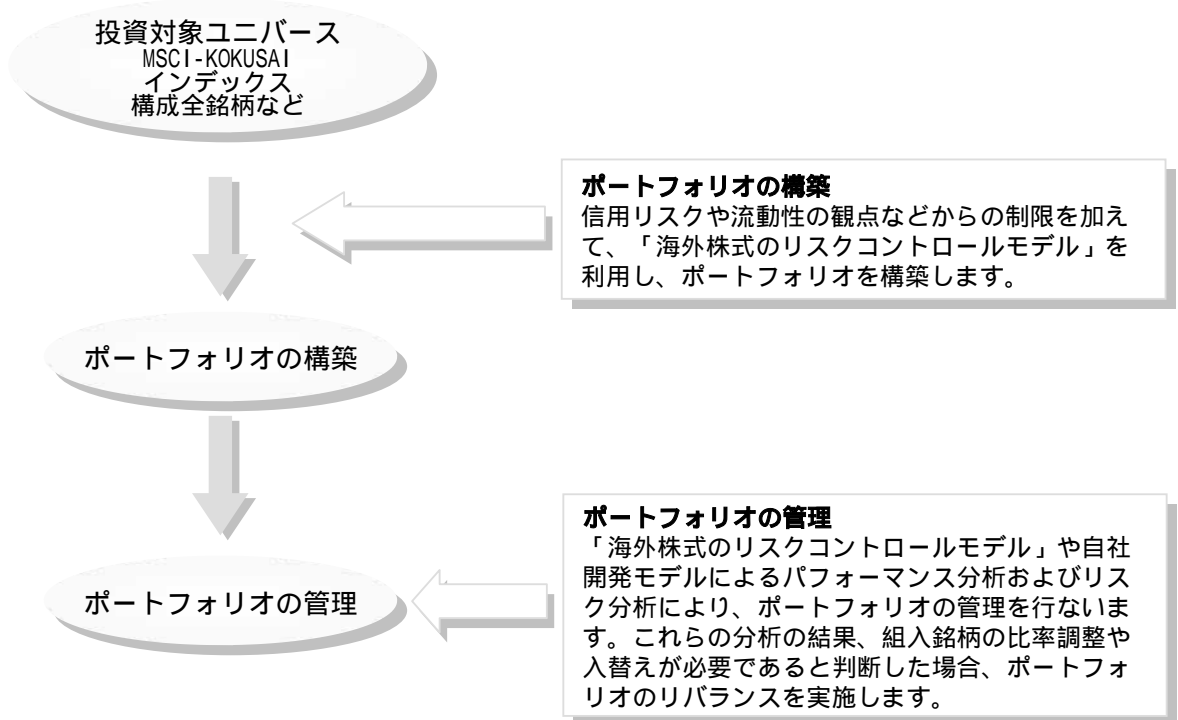 投資対象ユニバース
MSCI-KOKUSAI
インデックス
構成全銘柄など
ポートフォリオの構築
信用リスクや流動性の観点などからの制限を加え
て、「海外株式のリスクコントロールモデル」を
利用し、ポートフォリオを構築します。
ポートフォリオの構築
ポートフォリオの管理
「海外株式のリスクコントロールモデル」や自社
開発モデルによるパフォーマンス分析およびリス
ク分析により、ポートフォリオの管理を行ないま
す。これらの分析の結果、組入銘柄の比率調整や
入替えが必要であると判断した場合、ポートフォ
リオのリバランスを実施します。
ポートフォリオの管理